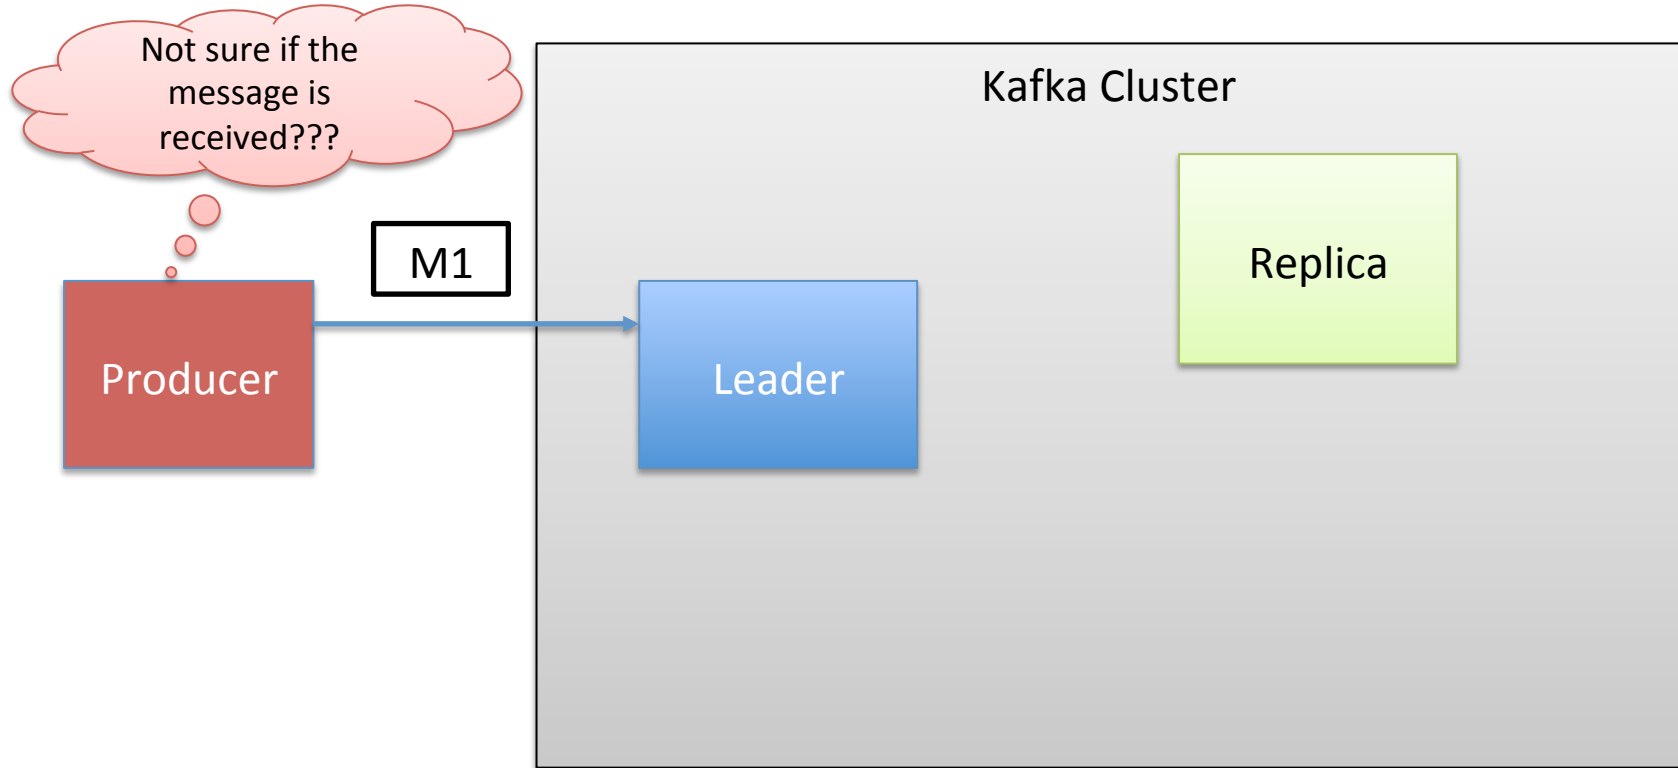 Not sure if the
message is
received???
Kafka Cluster
M1
Replica
Producer
Leader